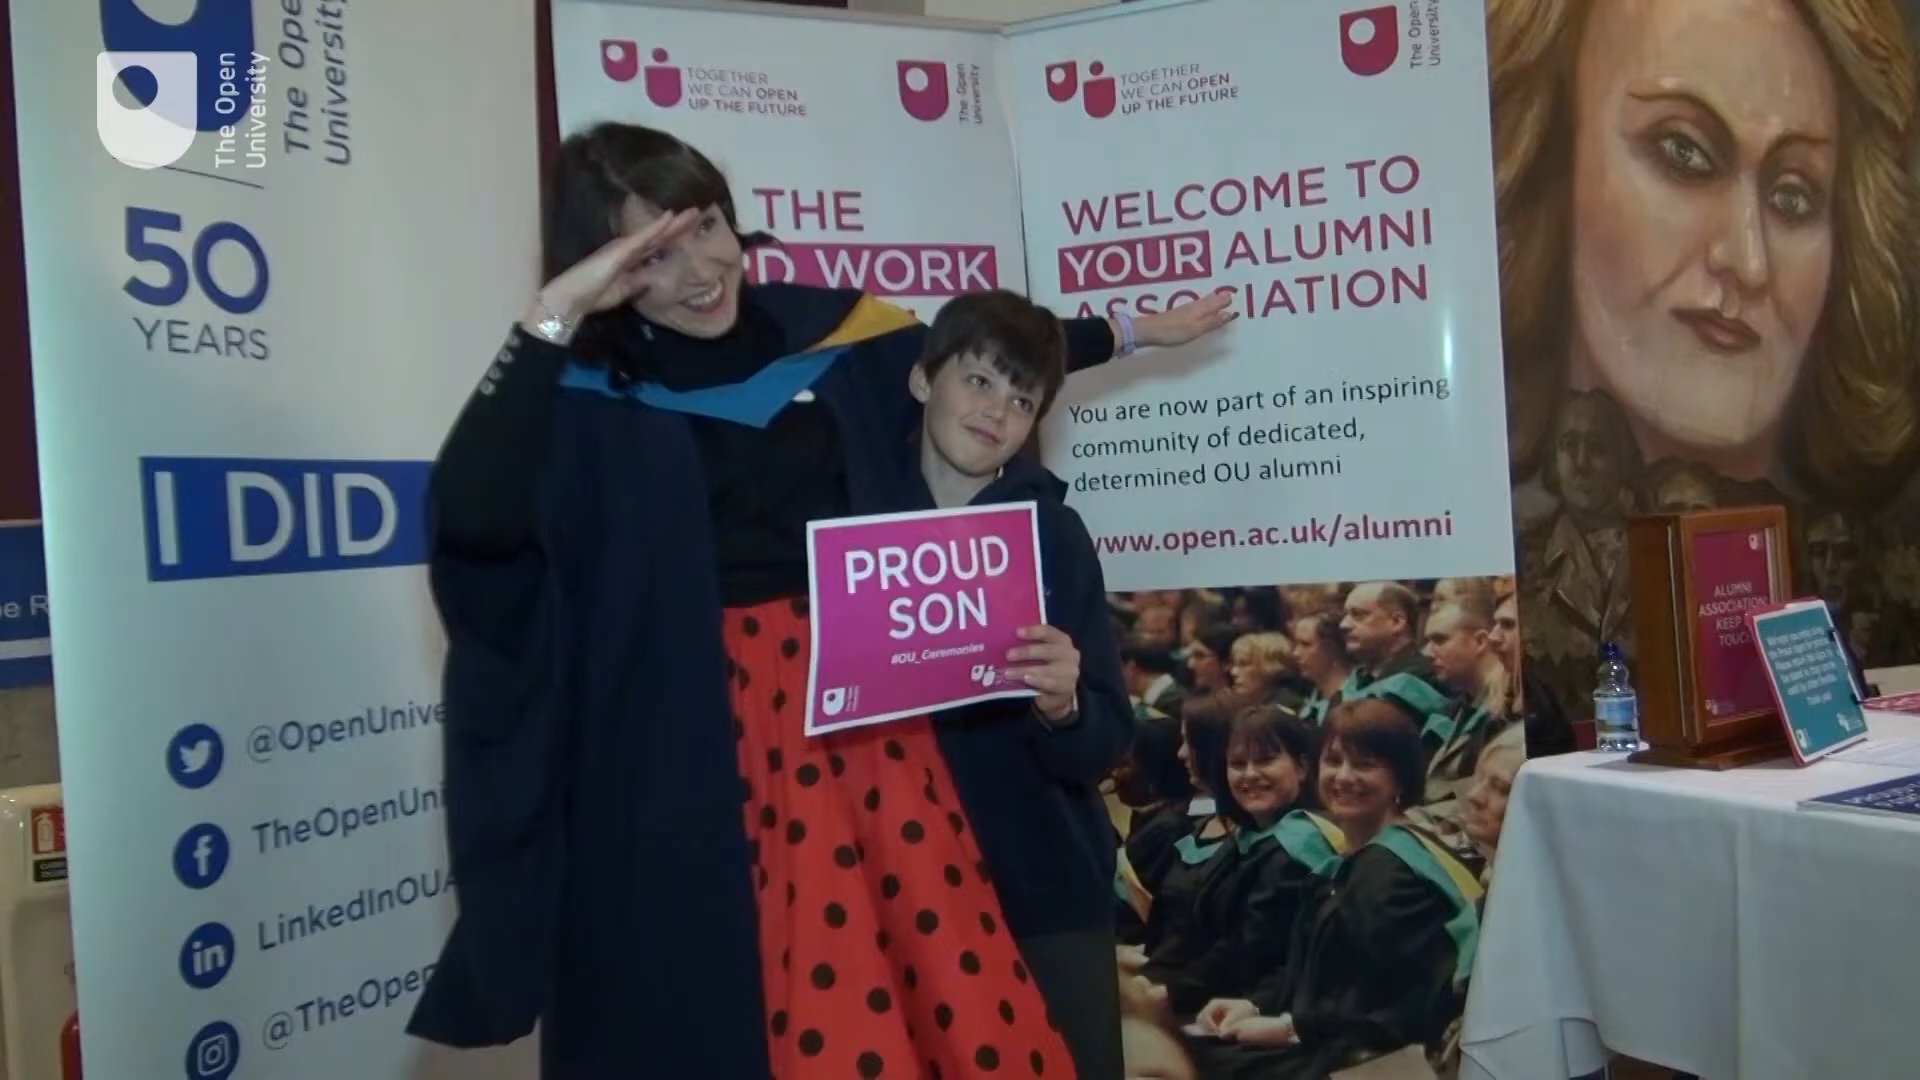 The Open
University
The Open
University
50
YEARS
I DID
@OpenUnive
TheOpenUni
LinkedInOUA
@TheOpen
TOGETHER
WE CAN OPEN
UP THE FUTURE
The Open
University
THE
RD WORK
TOGETHER
WE CAN OPEN
UP THE FUTURE
The Open
University
WELCOME TO
YOUR ALUMNI
ASSOCIATION
You are now part of an inspiring
community of dedicated,
determined OU alumni
www.open.ac.uk/alumni
PROUD
SON
#OU_Ceremonies
ALUMNI
ASSOCIATION
KEEP
TOUCH